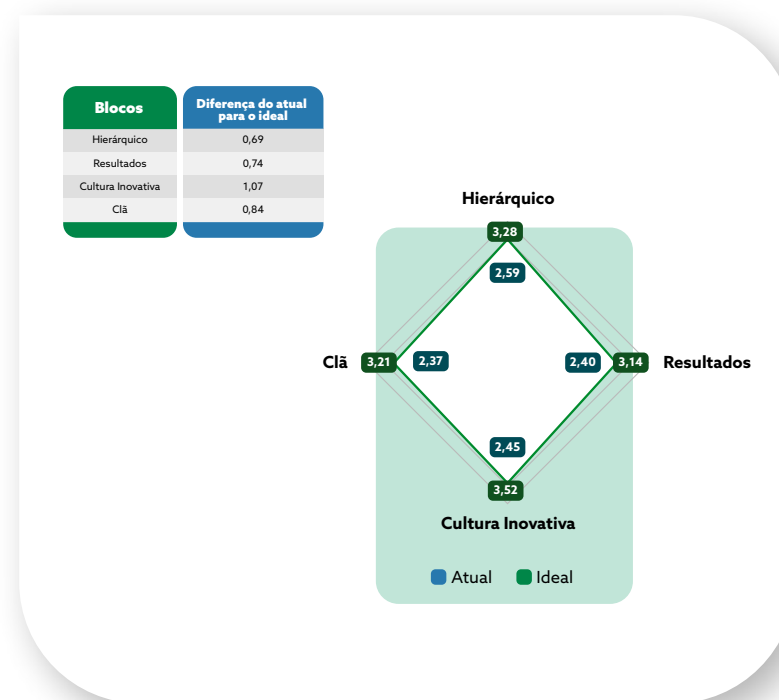 Blocos
Diferença do atual
para o ideal
Hierárquico
0,69
Resultados
0,74
Cultura Inovativa
1,07
Clã
0,84
Hierárquico
3,28
2,59
Clã
3,21
2,37
2,40
3,14
Resultados
2,45
3,52
Cultura Inovativa
Atual
Ideal